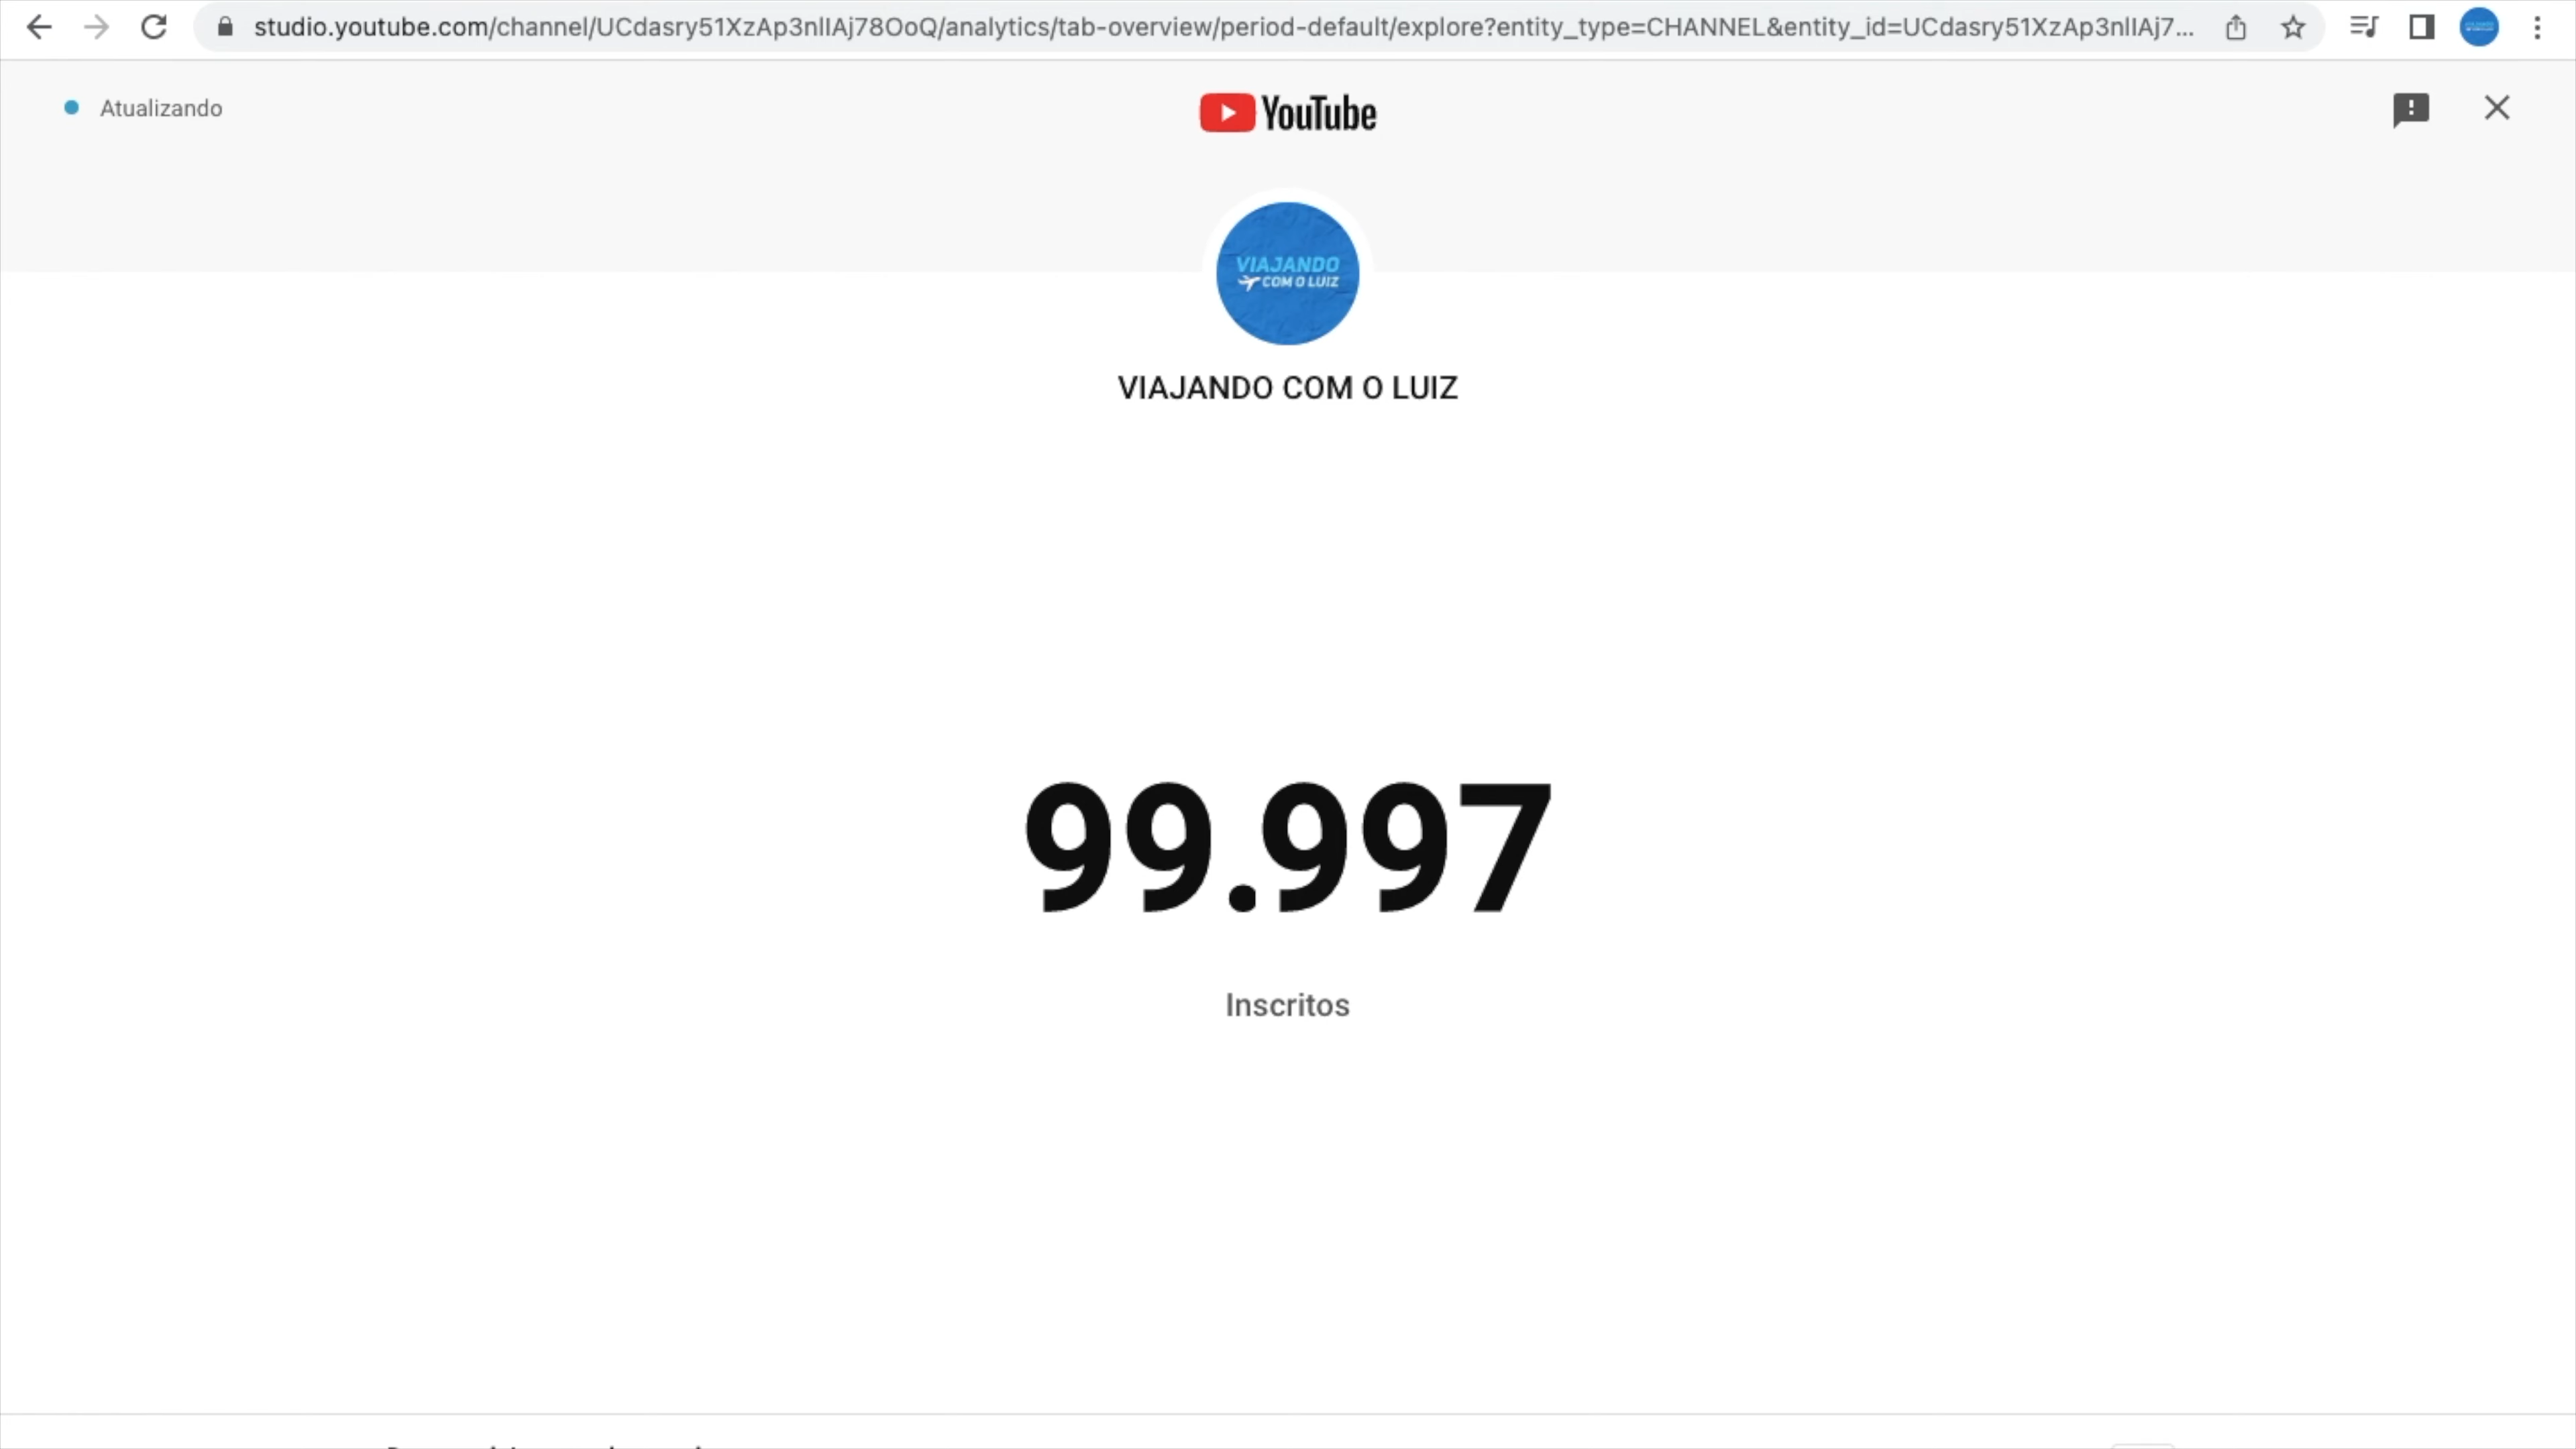 studio.youtube.com/channel/UCdasry51XzAp3nlIAj78OoQ/analytics/tab-overview/period-default/explore?entity_type=CHANNEL&entity_id=UCdasry51XzAp3nlIAj7...
Atualizando
YouTube
VIAJANDO
COM O LUIZ
VIAJANDO COM O LUIZ
99.997
Inscritos